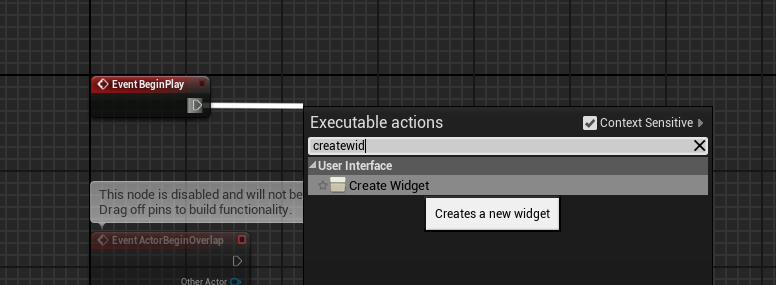 Event BeginPlay
Executable actions
Context Sensitive
createwid
User Interface
Create Widget
Creates a new widget
This node is disabled and will not be
Drag off pins to build functionality.
Event ActorBeginOverlap
Other Actor